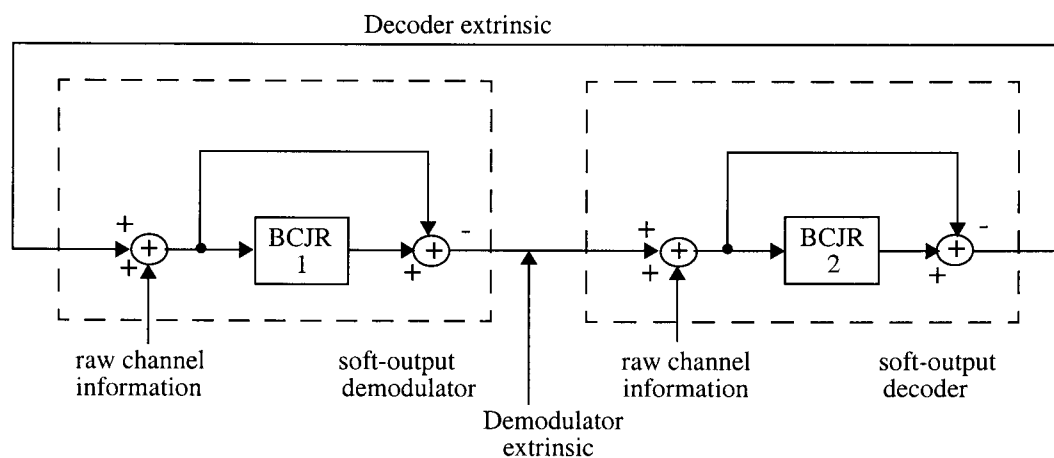 Decoder extrinsic
+
+
+
BCJR
1
-
+
+
+
+
+
BCJR
2
-
+
+
raw channel
information
soft-output
demodulator
raw channel
information
soft-output
decoder
Demodulator
extrinsic